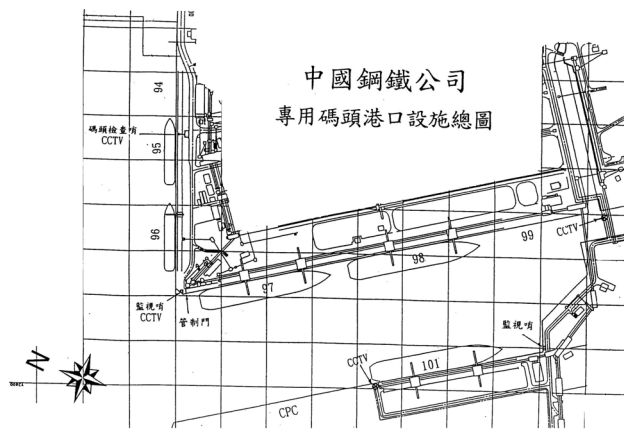 中國鋼鐵公司
專用碼頭港口設施總圖
94
碼頭檢查哨
CCTV
95
96
監視哨
CCTV
管制門
97
98
99
CCTV
監視哨
CCTV
101
CPC
N